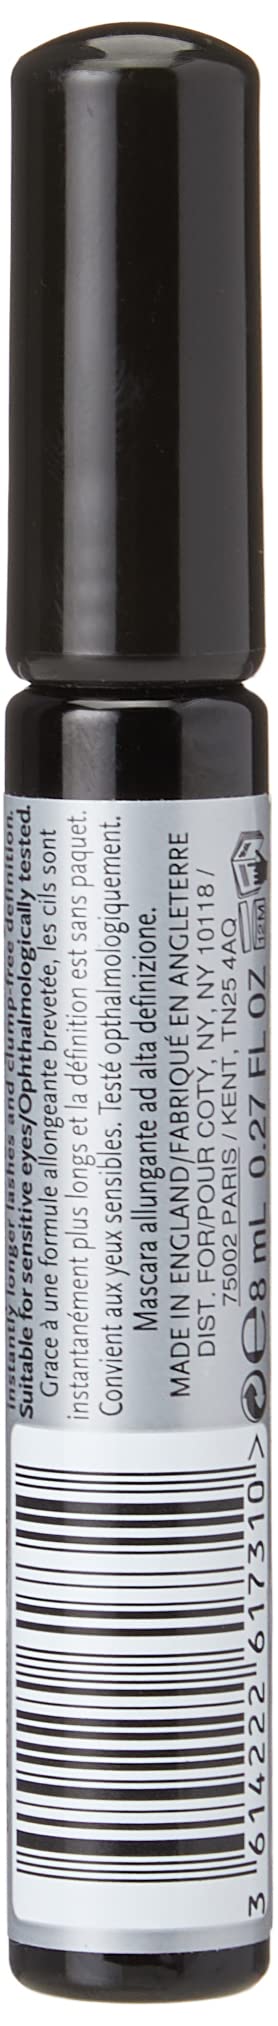 instantly longer lashes and clump-free definition.
Suitable for sensitive eyes/Ophthalmologically tested.
Grace à une formule allongeante brevetée, les cils sont
instantanément plus longs et la définition est sans paquet.
Convient aux yeux sensibles. Testé opthalmologiquement.
Mascara allungante ad alta definizione.
MADE IN ENGLAND/FABRIQUÉ EN ANGLETERRE
DIST. FOR/POUR COTY, NY, NY 10118 /
75002 PARIS / KENT, TN25 4AQ
e 8 mL 0.27 FL OZ 12M
3 614222 617310 >